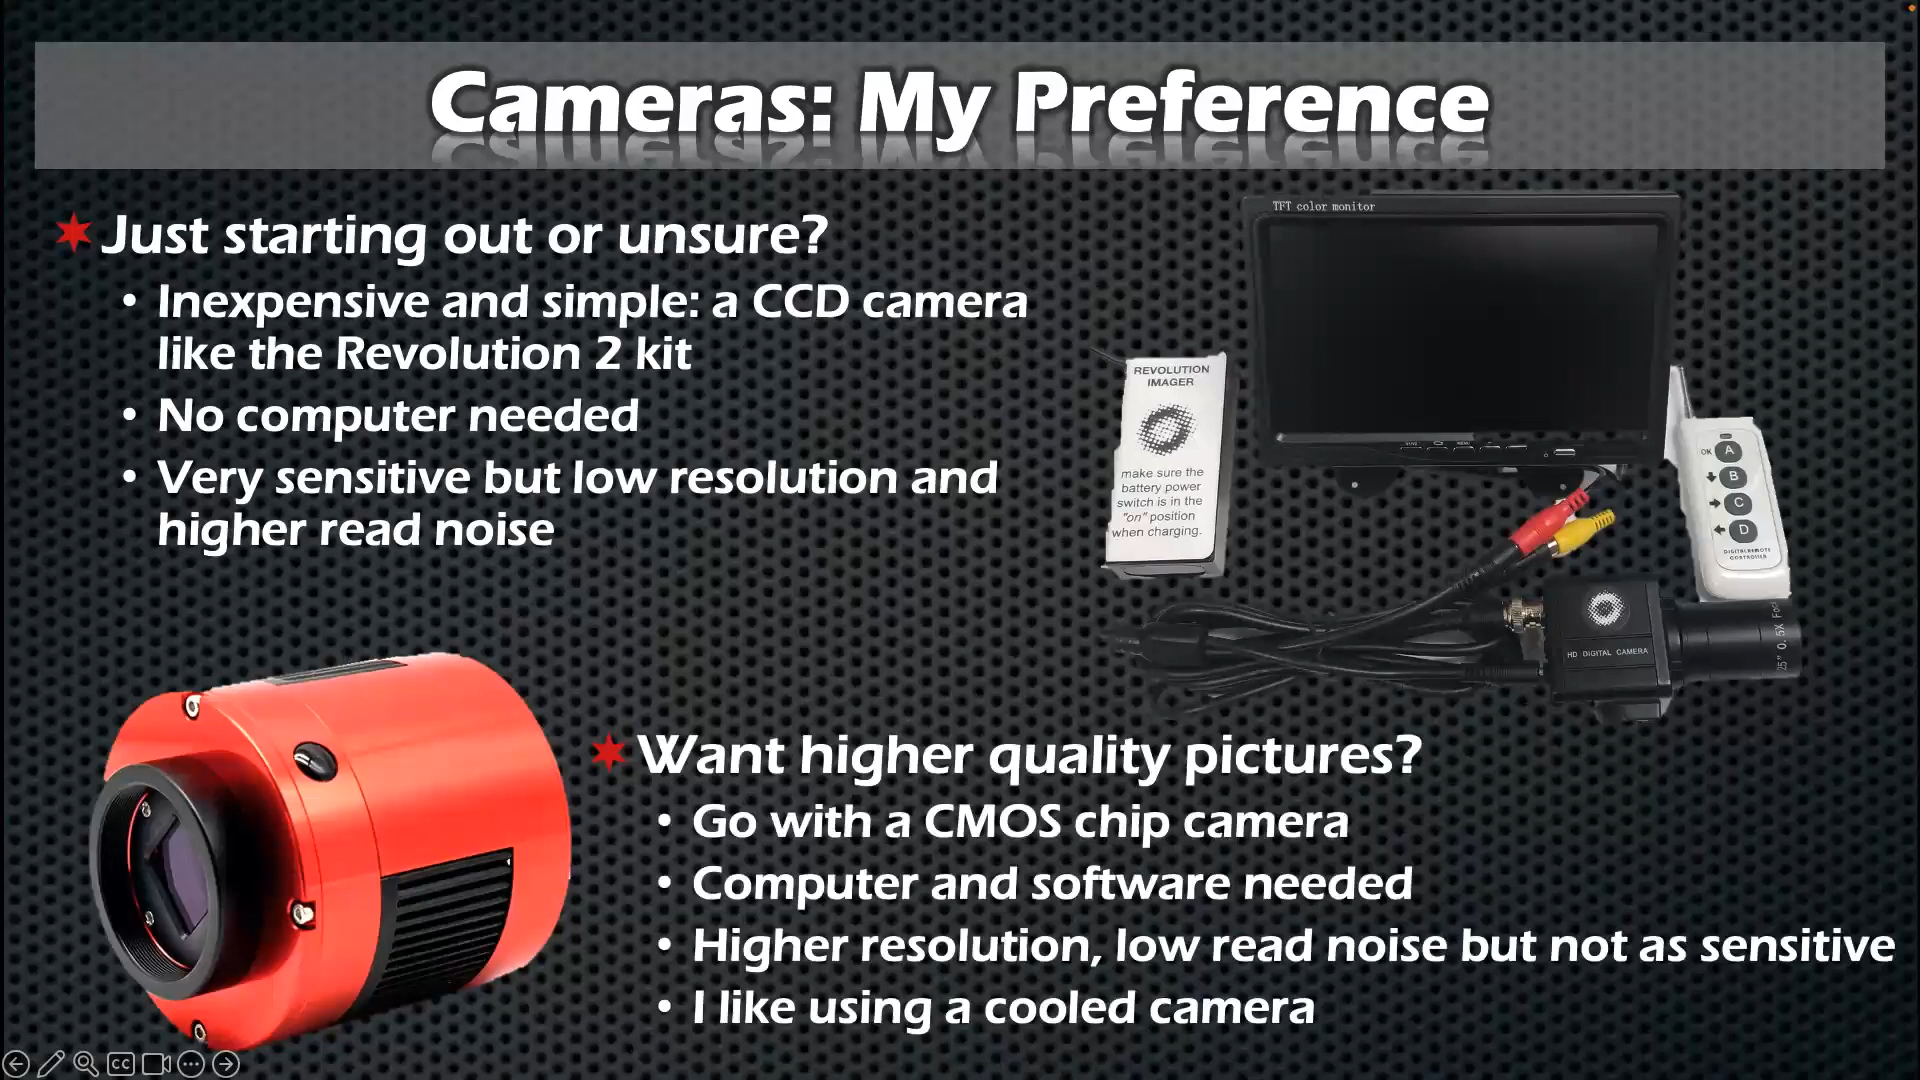 Cameras: My Preference
Just starting out or unsure?
• Inexpensive and simple: a CCD camera
like the Revolution 2 kit
• No computer needed
• Very sensitive but low resolution and
higher read noise
TFT color monitor
REVOLUTION
IMAGER
make sure the
battery power
switch is in the
"on" position
when charging.
OK A
B
C
D
DIGITALREMOTE
CONTROLLER
HD DIGITAL CAMERA
Want higher quality pictures?
• Go with a CMOS chip camera
• Computer and software needed
• Higher resolution, low read noise but not as sensitive
• I like using a cooled camera
CC